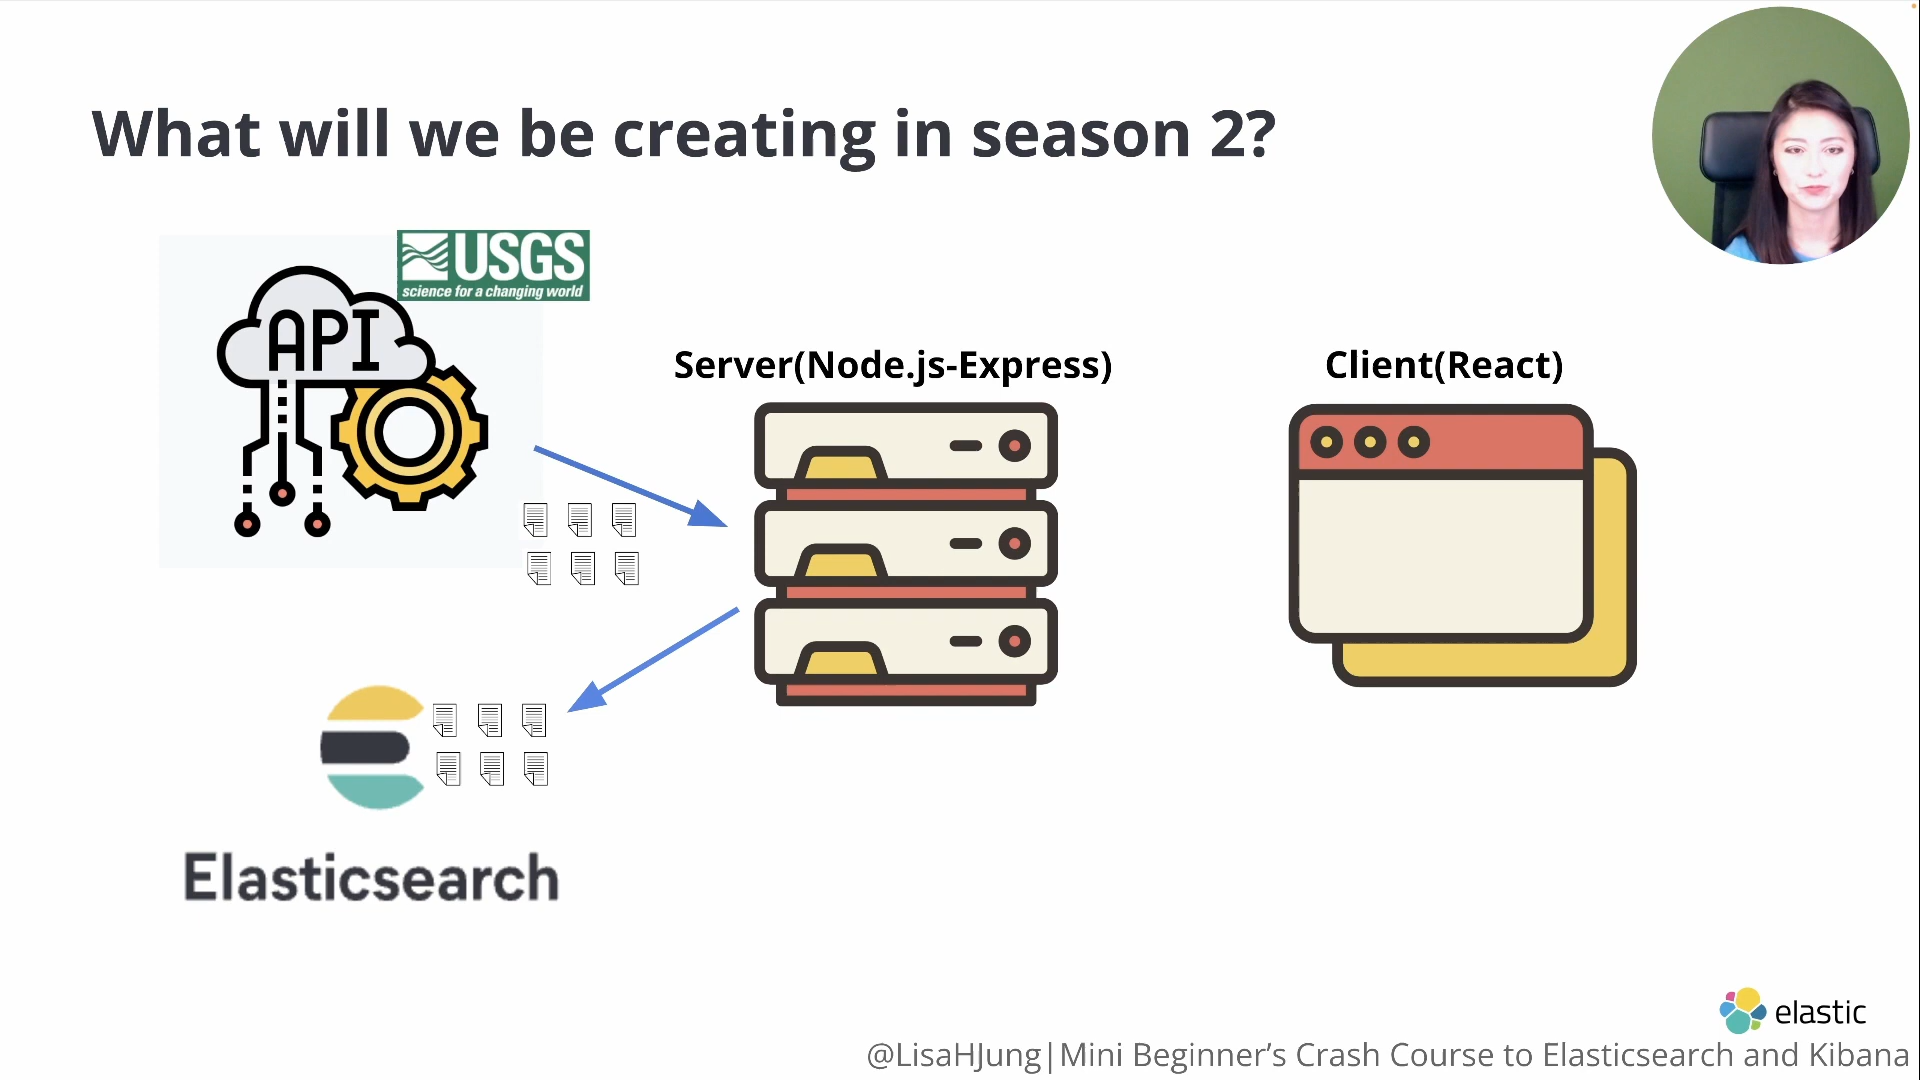 What will we be creating in season 2?
USGS
science for a changing world
API
Server(Node.js-Express)
Client(React)
Elasticsearch
elastic
@LisaHJung|Mini Beginner’s Crash Course to Elasticsearch and Kibana